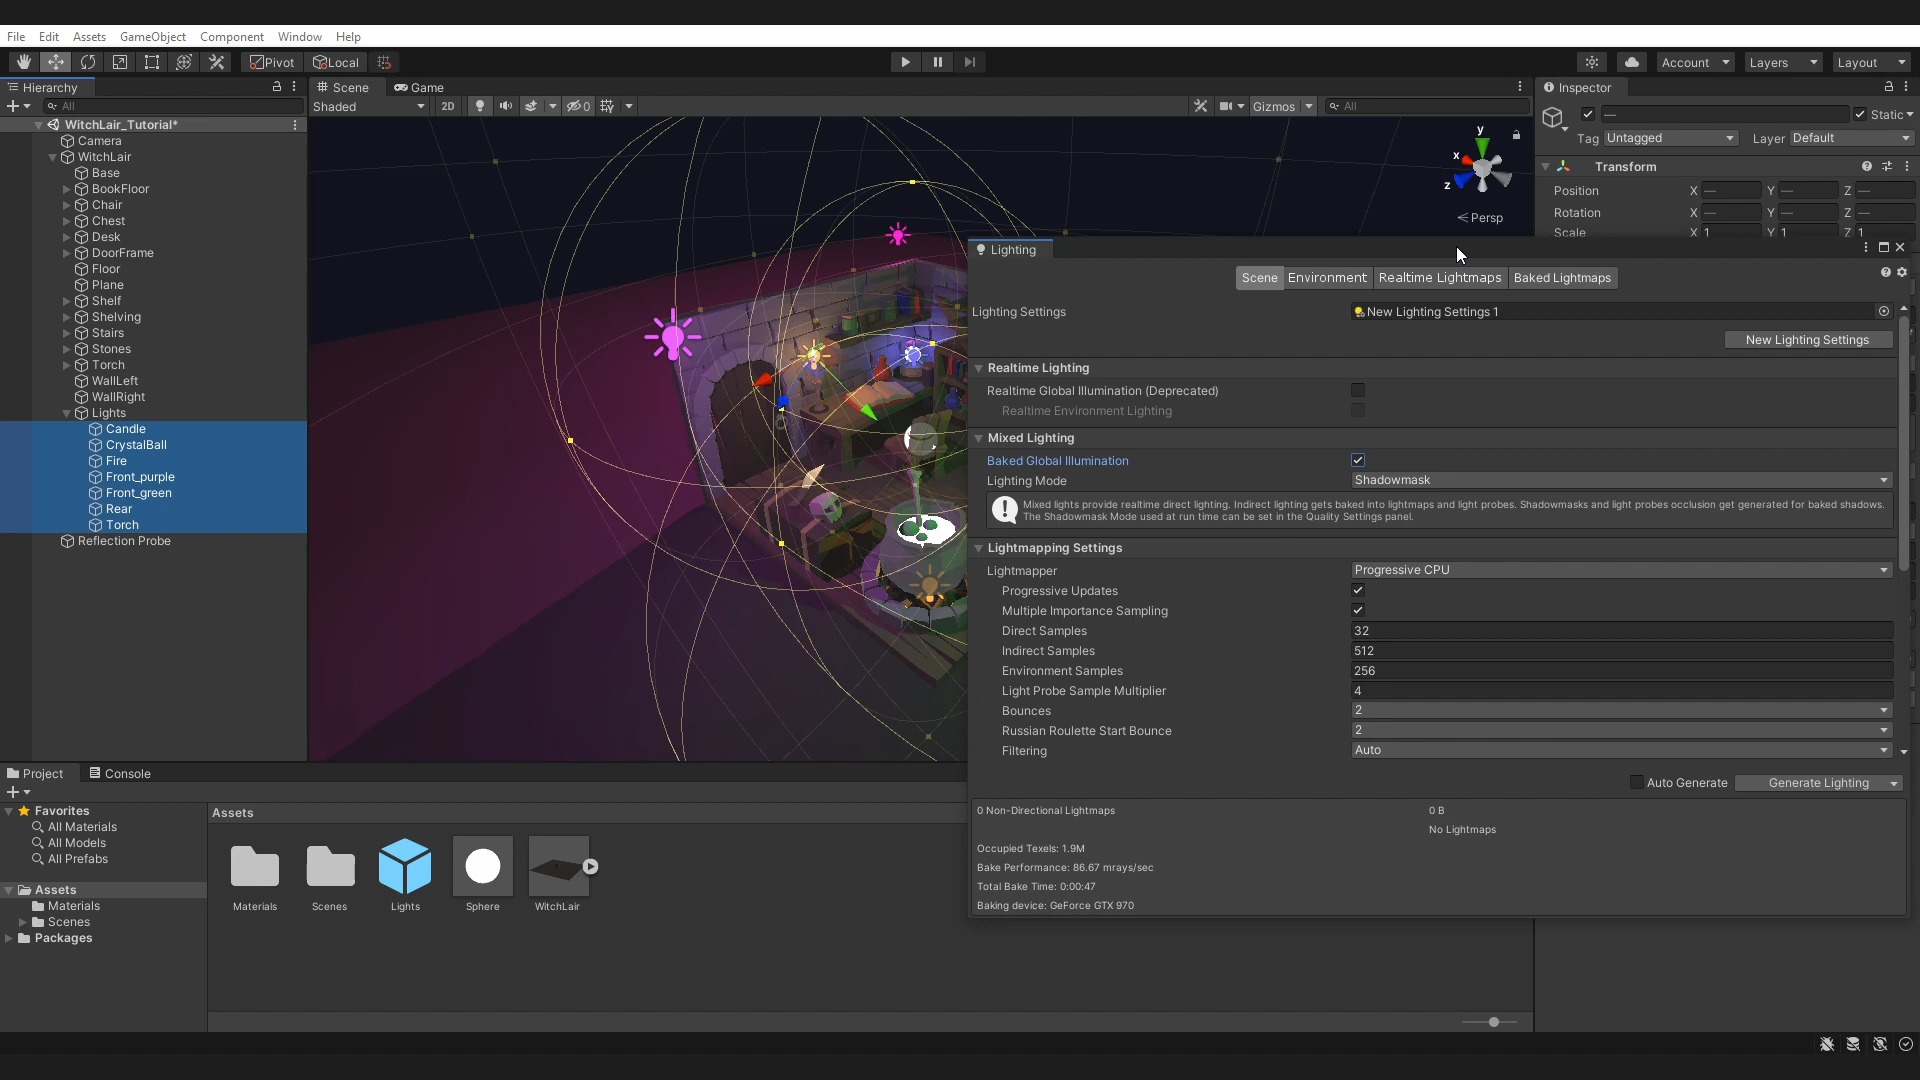 File Edit Assets GameObject Component Window Help
Pivot Local Account Layers Layout
Hierarchy
All
WitchLair_Tutorial*
Camera
WitchLair
Base
BookFloor
Chair
Chest
Desk
DoorFrame
Floor
Plane
Shelf
Shelving
Stairs
Stones
Torch
WallLeft
WallRight
Lights
Candle
CrystalBall
Fire
Front_purple
Front_green
Rear
Torch
Reflection Probe
Scene Game
Shaded 2D 0 Gizmos All
y
x
z
Persp
Inspector
— Static
Tag Untagged Layer Default
Transform
Position X — Y — Z —
Rotation X — Y — Z —
Scale X 1 Y 1 Z 1
Lighting
Scene Environment Realtime Lightmaps Baked Lightmaps
Lighting Settings New Lighting Settings 1
New Lighting Settings
Realtime Lighting
Realtime Global Illumination (Deprecated)
Realtime Environment Lighting
Mixed Lighting
Baked Global Illumination
Lighting Mode Shadowmask
Mixed lights provide realtime direct lighting. Indirect lighting gets baked into lightmaps and light probes. Shadowmasks and light probes occlusion get generated for baked shadows.
The Shadowmask Mode used at run time can be set in the Quality Settings panel.
Lightmapping Settings
Lightmapper Progressive CPU
Progressive Updates
Multiple Importance Sampling
Direct Samples 32
Indirect Samples 512
Environment Samples 256
Light Probe Sample Multiplier 4
Bounces 2
Russian Roulette Start Bounce 2
Filtering Auto
Auto Generate Generate Lighting
0 Non-Directional Lightmaps 0 B
No Lightmaps
Occupied Texels: 1.9M
Bake Performance: 86.67 mrays/sec
Total Bake Time: 0:00:47
Baking device: GeForce GTX 970
Project Console
Favorites
All Materials
All Models
All Prefabs
Assets
Materials
Scenes
Packages
Assets
Materials Scenes Lights Sphere WitchLair